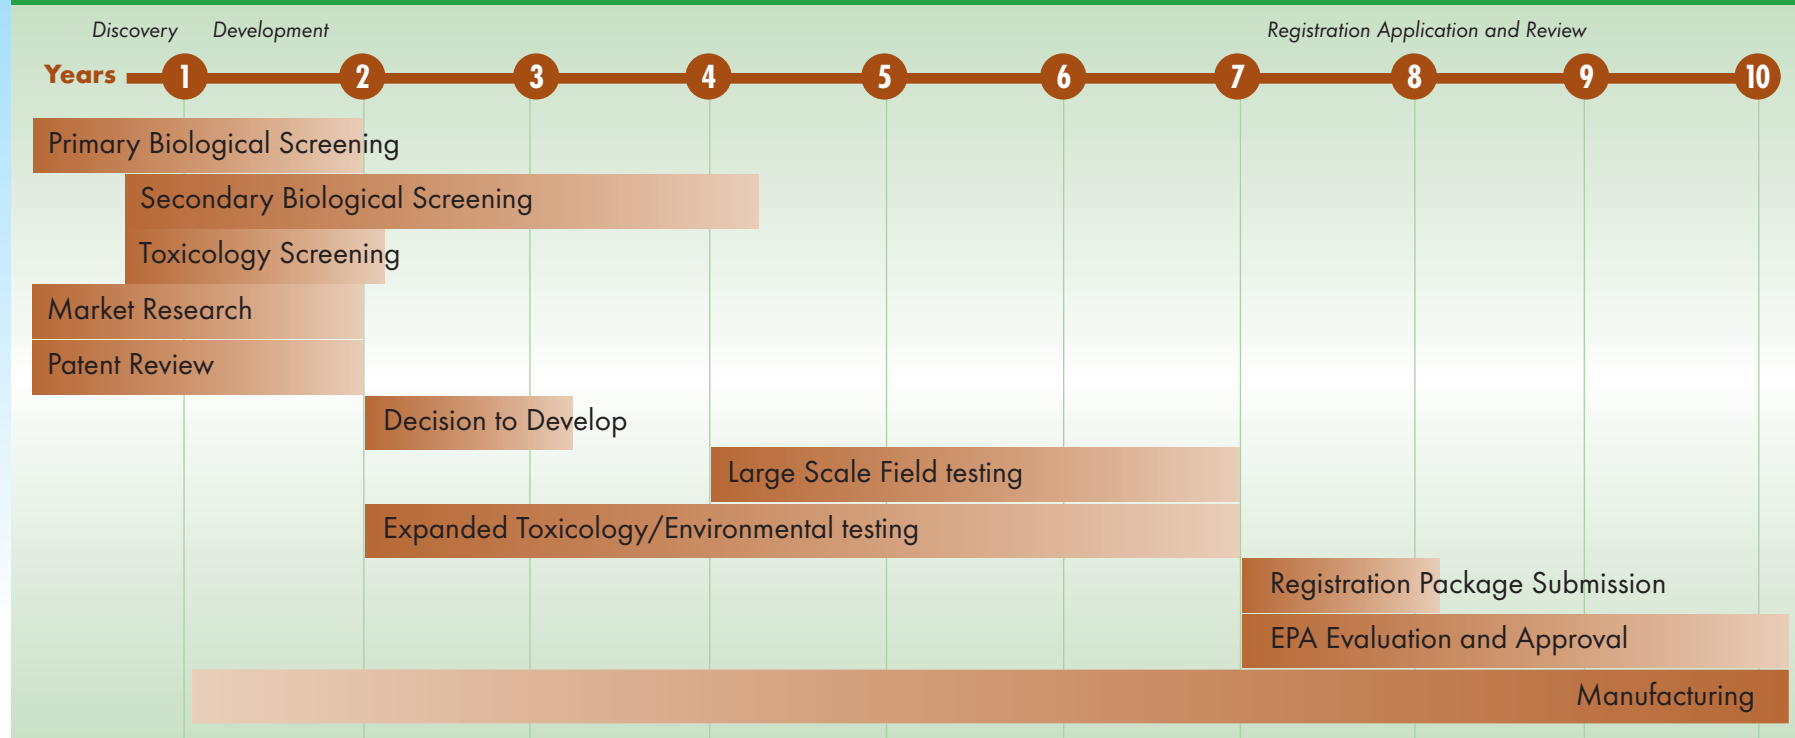 Discovery Development Registration Application and Review
Years 1 2 3 4 5 6 7 8 9 10
Primary Biological Screening
Secondary Biological Screening
Toxicology Screening
Market Research
Patent Review
Decision to Develop
Large Scale Field testing
Expanded Toxicology/Environmental testing
Registration Package Submission
EPA Evaluation and Approval
Manufacturing